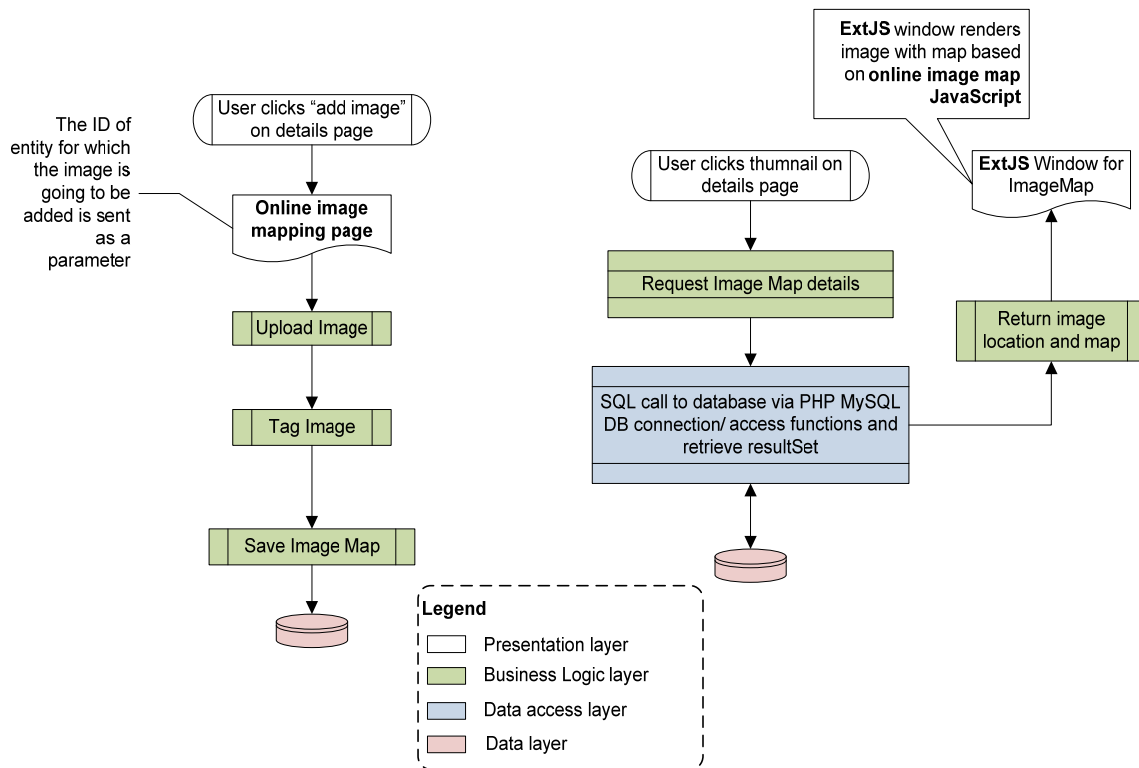 User clicks “add image”
on details page
The ID of
entity for which
the image is
going to be
added is sent
as a
parameter
Online image
mapping page
Upload Image
Tag Image
Save Image Map
ExtJS window renders
image with map based
on online image map
JavaScript
User clicks thumnail on
details page
ExtJS Window for
ImageMap
Request Image Map details
Return image
location and map
SQL call to database via PHP MySQL
DB connection/ access functions and
retrieve resultSet
Legend
Presentation layer
Business Logic layer
Data access layer
Data layer